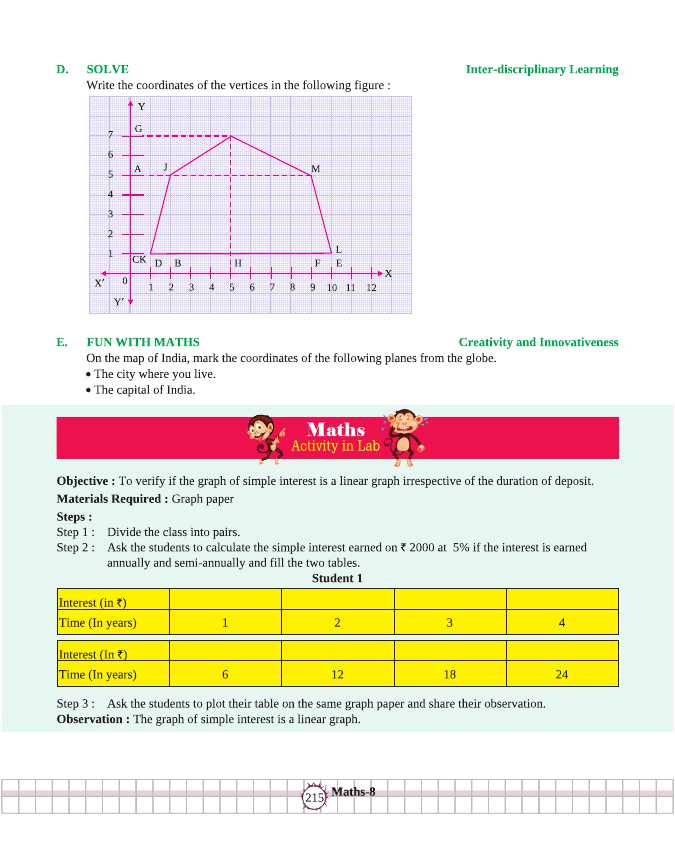 D. SOLVE Inter-discriplinary Learning
Write the coordinates of the vertices in the following figure :
Y
G
7
6
A J M
5
4
3
2
L
1
CK D B H F E
X
X′ 0 1 2 3 4 5 6 7 8 9 10 11 12
Y′
E. FUN WITH MATHS Creativity and Innovativeness
On the map of India, mark the coordinates of the following planes from the globe.
• The city where you live.
• The capital of India.
Maths
Activity in Lab
Objective : To verify if the graph of simple interest is a linear graph irrespective of the duration of deposit.
Materials Required : Graph paper
Steps :
Step 1 : Divide the class into pairs.
Step 2 : Ask the students to calculate the simple interest earned on ₹ 2000 at 5% if the interest is earned
annually and semi-annually and fill the two tables.
Student 1
Interest (in ₹)
Time (In years) 1 2 3 4
Interest (In ₹)
Time (In years) 6 12 18 24
Step 3 : Ask the students to plot their table on the same graph paper and share their observation.
Observation : The graph of simple interest is a linear graph.
215 Maths-8